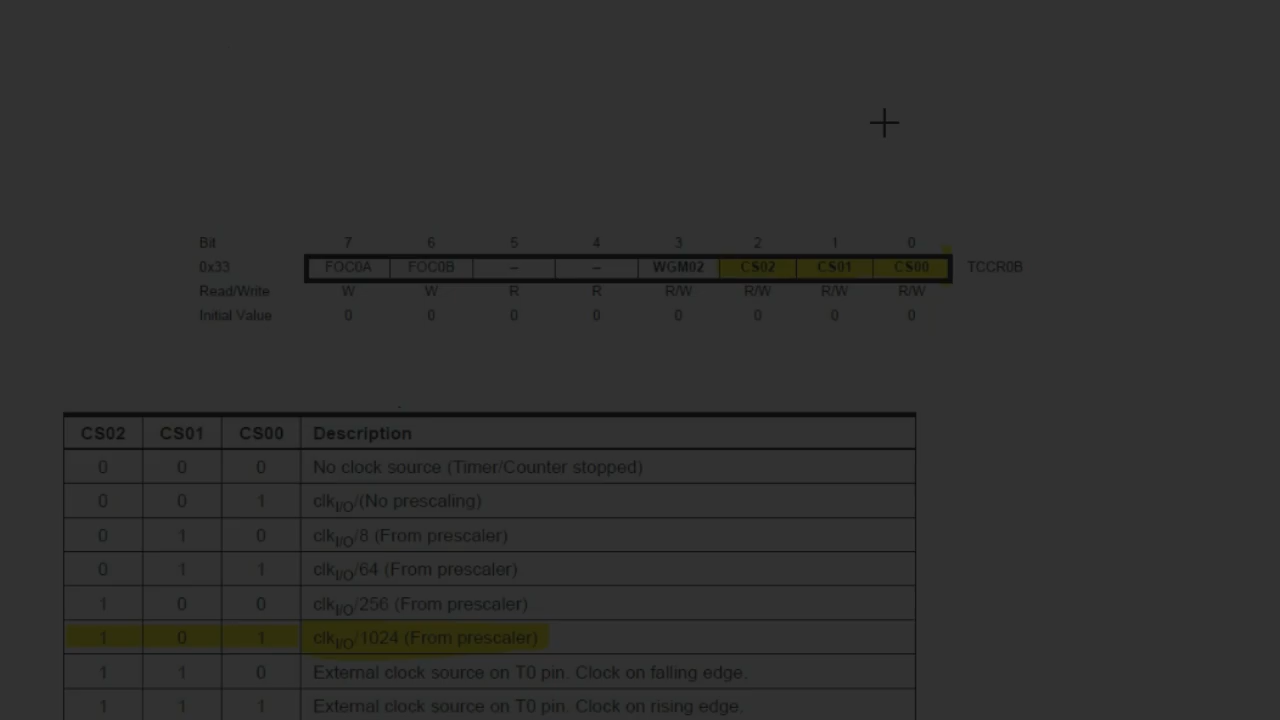 Bit 7 6 5 4 3 2 1 0
0x33 FOC0A FOC0B – – WGM02 CS02 CS01 CS00 TCCR0B
Read/Write W W R R R/W R/W R/W R/W
Initial Value 0 0 0 0 0 0 0 0
CS02 CS01 CS00 Description
0 0 0 No clock source (Timer/Counter stopped)
0 0 1 clkI/O/(No prescaling)
0 1 0 clkI/O/8 (From prescaler)
0 1 1 clkI/O/64 (From prescaler)
1 0 0 clkI/O/256 (From prescaler)
1 0 1 clkI/O/1024 (From prescaler)
1 1 0 External clock source on T0 pin. Clock on falling edge.
1 1 1 External clock source on T0 pin. Clock on rising edge.